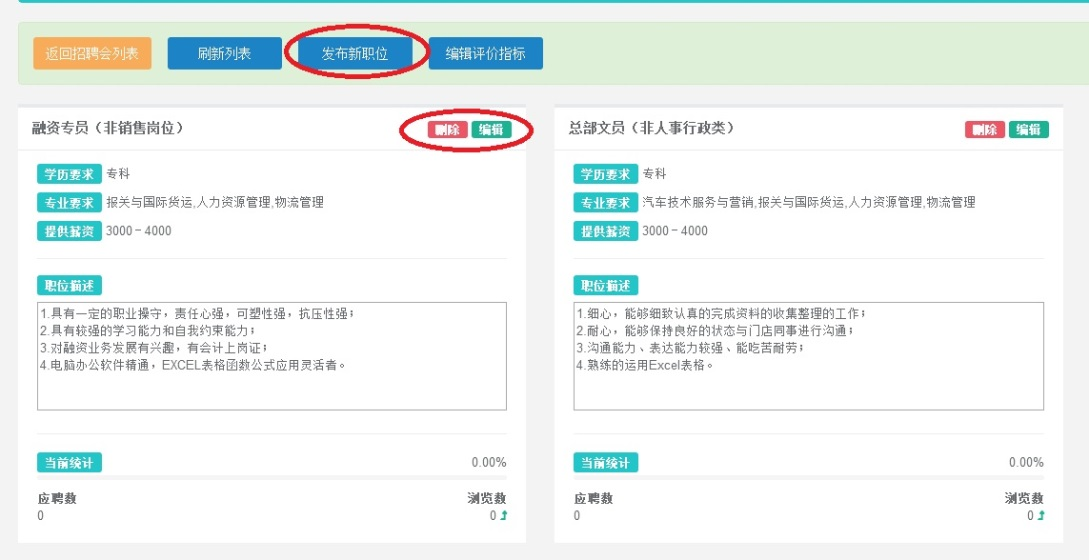 返回招聘会列表 刷新列表 发布新职位 编辑评价指标
融资专员（非销售岗位） 删除 编辑
学历要求 专科
专业要求 报关与国际货运,人力资源管理,物流管理
提供薪资 3000 - 4000
职位描述
1.具有一定的职业操守，责任心强，可塑性强，抗压性强；
2.具有较强的学习能力和自我约束能力；
3.对融资业务发展有兴趣，有会计上岗证；
4.电脑办公软件精通，EXCEL表格函数公式应用灵活者。
当前统计 0.00%
应聘数 浏览数
0 0
总部文员（非人事行政类） 删除 编辑
学历要求 专科
专业要求 汽车技术服务与营销,报关与国际货运,人力资源管理,物流管理
提供薪资 3000 - 4000
职位描述
1.细心，能够细致认真的完成资料的收集整理的工作；
2.耐心，能够保持良好的状态与门店同事进行沟通；
3.沟通能力、表达能力较强、能吃苦耐劳；
4.熟练的运用Excel表格。
当前统计 0.00%
应聘数 浏览数
0 0